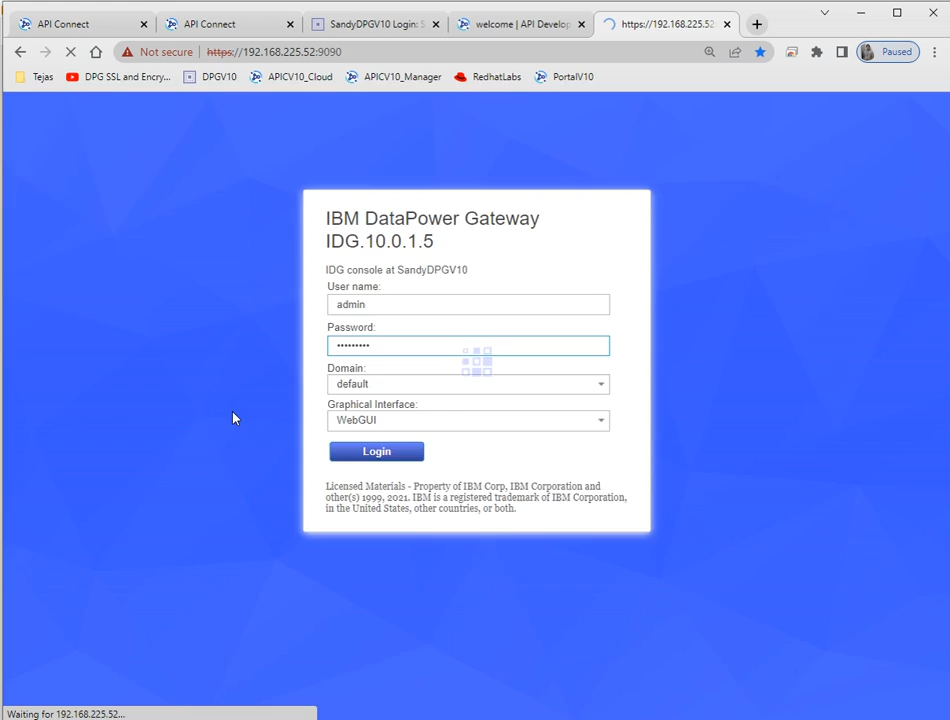 API Connect
API Connect
SandyDPGV10 Login: S
welcome | API Develop
https://192.168.225.52:
Not secure
https://192.168.225.52:9090
Paused
Tejas
DPG SSL and Encry...
DPGV10
APICV10_Cloud
APICV10_Manager
RedhatLabs
PortalV10
IBM DataPower Gateway
IDG.10.0.1.5
IDG console at SandyDPGV10
User name:
admin
Password:
•••••••••
Domain:
default
Graphical Interface:
WebGUI
Login
Licensed Materials - Property of IBM Corp, IBM Corporation and
other(s) 1999, 2021. IBM is a registered trademark of IBM Corporation,
in the United States, other countries, or both.
Waiting for 192.168.225.52...